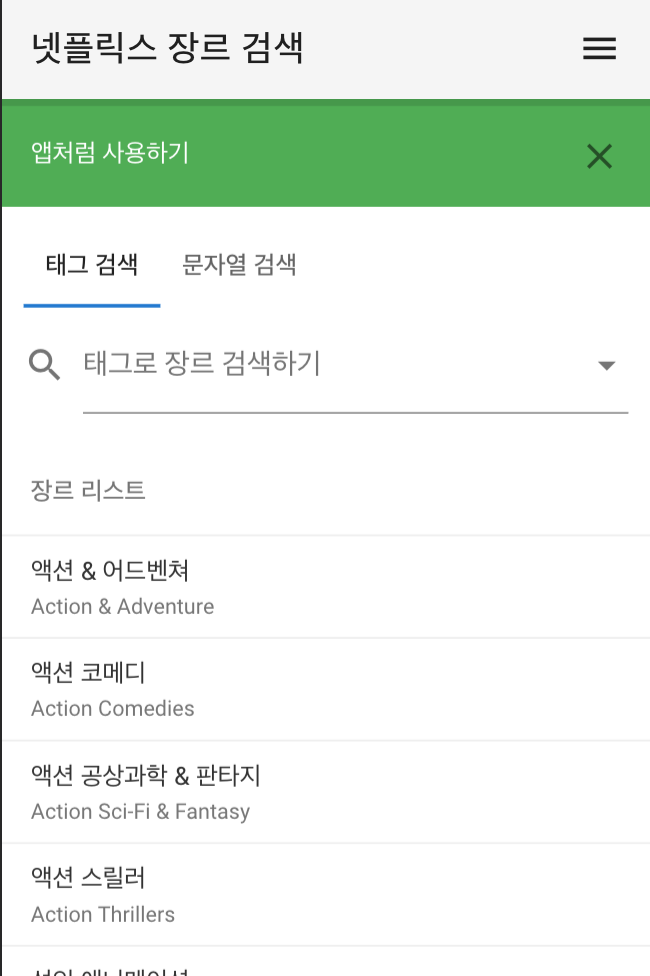 넷플릭스 장르 검색
앱처럼 사용하기
태그 검색 문자열 검색
태그로 장르 검색하기
장르 리스트
액션 & 어드벤쳐
Action & Adventure
액션 코메디
Action Comedies
액션 공상과학 & 판타지
Action Sci-Fi & Fantasy
액션 스릴러
Action Thrillers